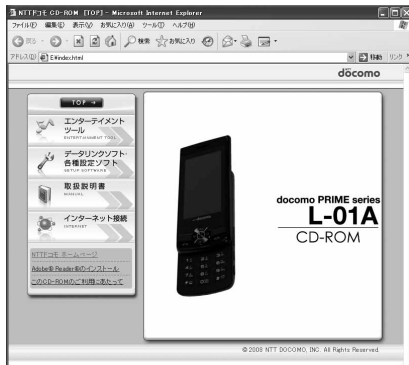 NTTドコモ CD-ROM [TOP] - Microsoft Internet Explorer
ファイル(F) 編集(E) 表示(V) お気に入り(A) ツール(T) ヘルプ(H)
戻る 検索 お気に入り
アドレス(D) E:¥index.html 移動 リンク
döcomo
TOP →
エンターテイメント
ツール
ENTERTAINMENT TOOL
データリンクソフト・
各種設定ソフト
SETUP SOFTWARE
取扱説明書
MANUAL
インターネット接続
INTERNET
NTTドコモ ホームページ
Adobe® Reader®のインストール
このCD-ROMのご利用にあたって
docomo PRIME series
L-01A
CD-ROM
© 2008 NTT DOCOMO, INC. All Rights Reserved.